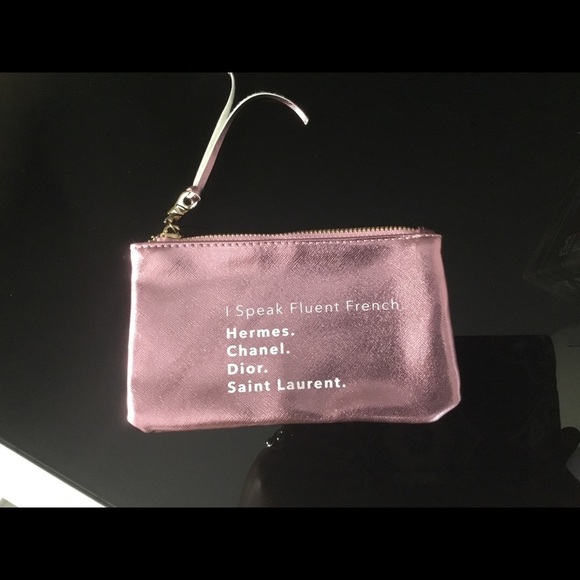 I Speak Fluent French.
Hermes.
Chanel.
Dior.
Saint Laurent.